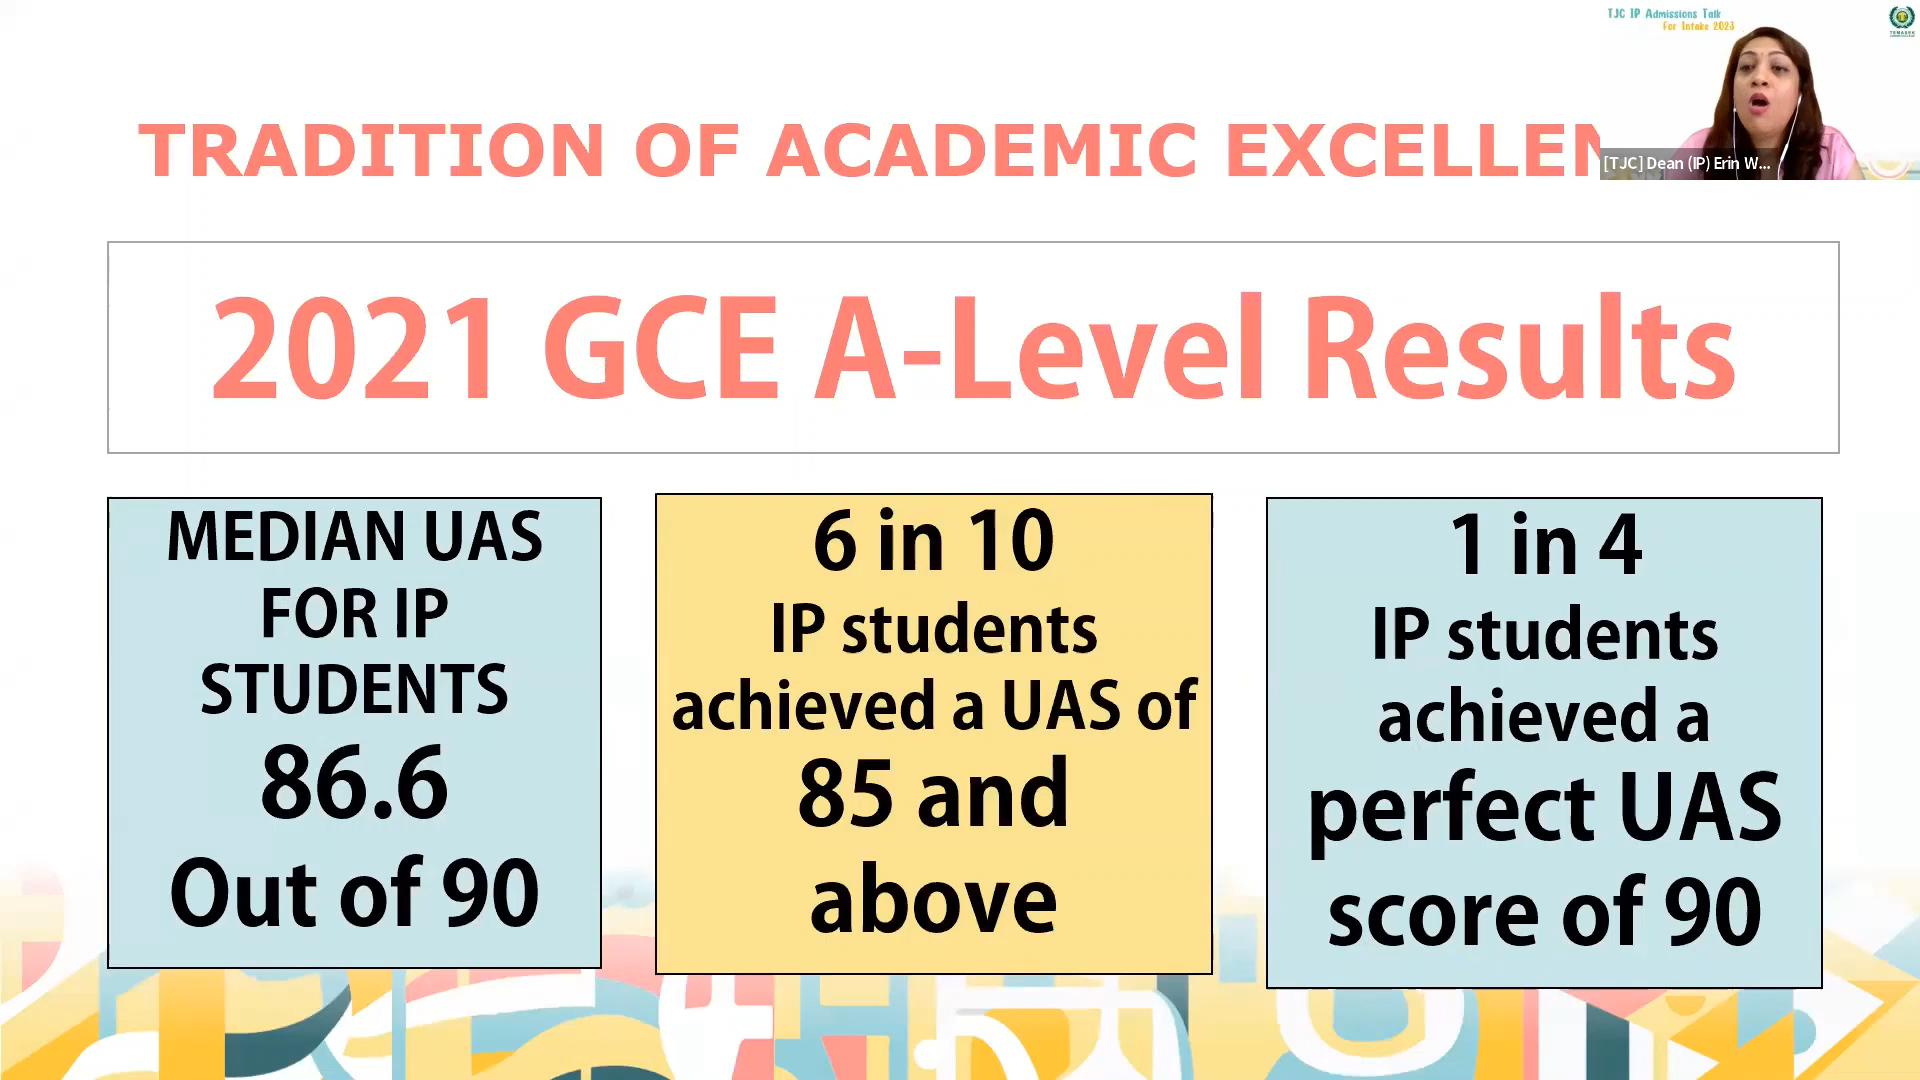 TJC IP Admissions Talk
For Intake 2023
TEMASEK
TRADITION OF ACADEMIC EXCELLEN
[TJC] Dean (IP) Erin W...
2021 GCE A-Level Results
MEDIAN UAS
FOR IP
STUDENTS
86.6
Out of 90
6 in 10
IP students
achieved a UAS of
85 and
above
1 in 4
IP students
achieved a
perfect UAS
score of 90